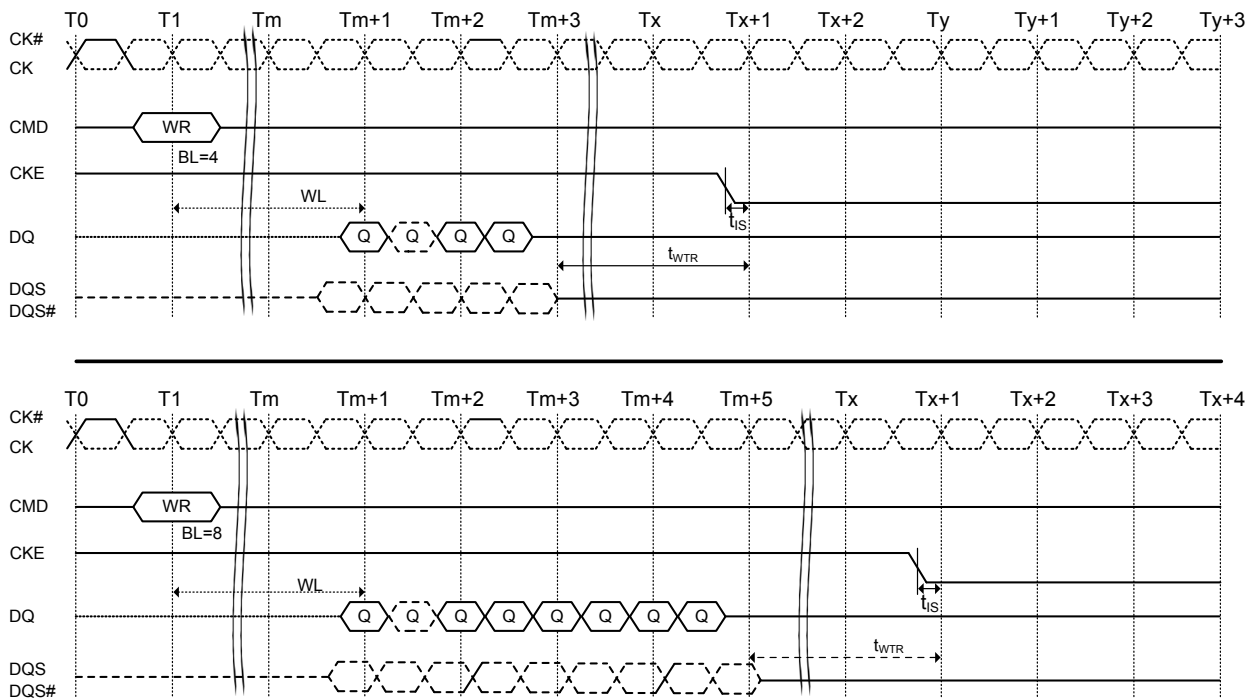 T0 T1 Tm Tm+1 Tm+2 Tm+3 Tx Tx+1 Tx+2 Ty Ty+1 Ty+2 Ty+3
CK#
CK
CMD WR
BL=4
CKE
WL
tIS
DQ Q Q Q Q
tWTR
DQS
DQS#
T0 T1 Tm Tm+1 Tm+2 Tm+3 Tm+4 Tm+5 Tx Tx+1 Tx+2 Tx+3 Tx+4
CK#
CK
CMD WR
BL=8
CKE
WL
tIS
DQ Q Q Q Q Q Q Q Q
tWTR
DQS
DQS#